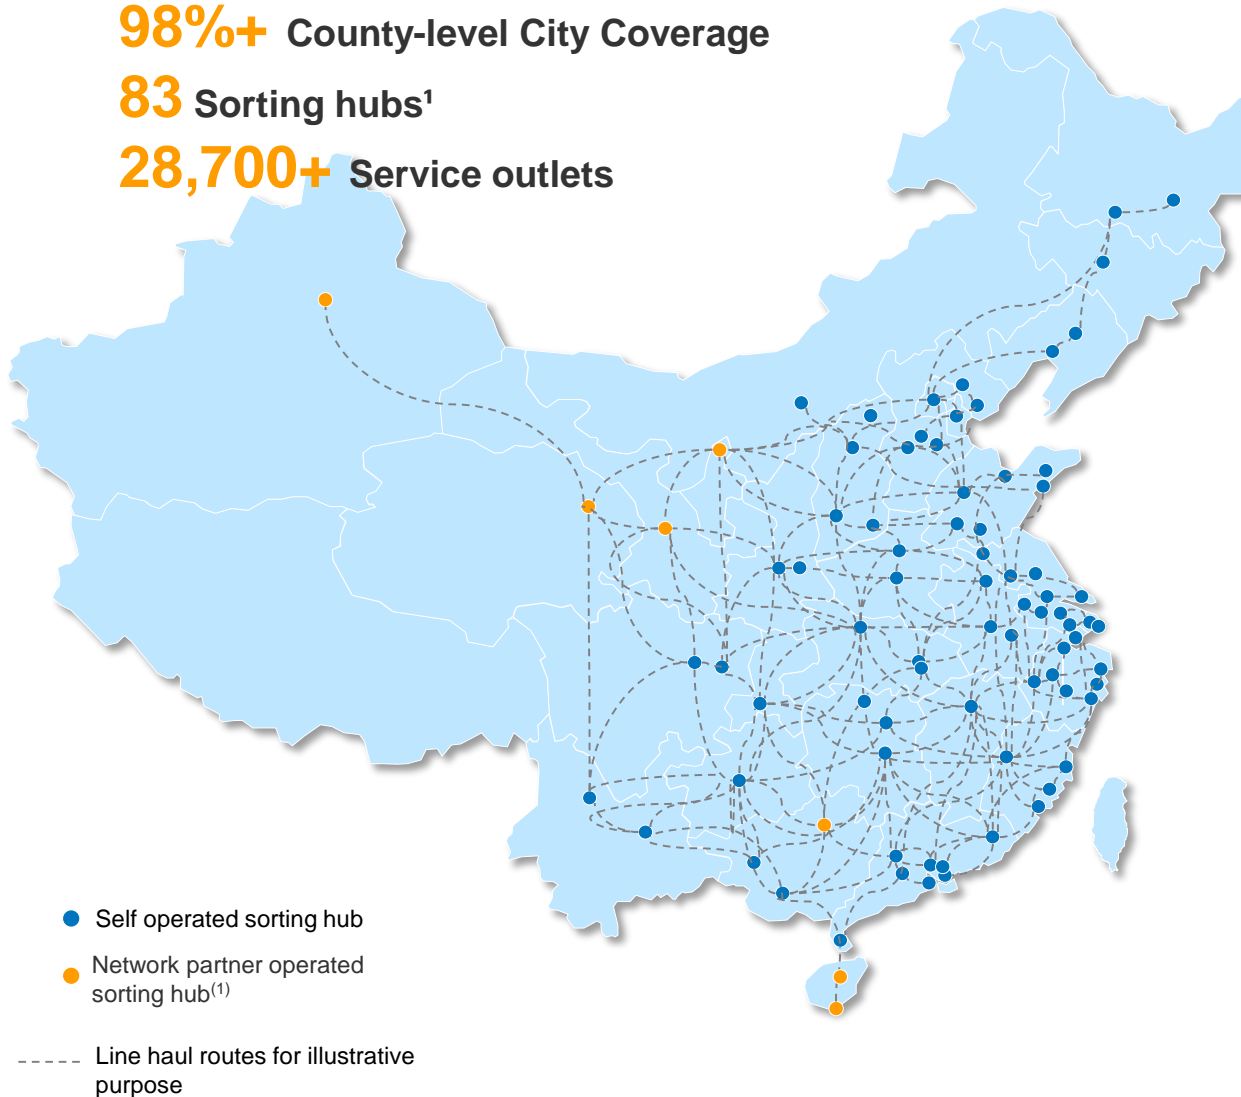 98%+ County-level City Coverage
83 Sorting hubs¹
28,700+ Service outlets
Self operated sorting hub
Network partner operated
sorting hub(1)
Line haul routes for illustrative
purpose